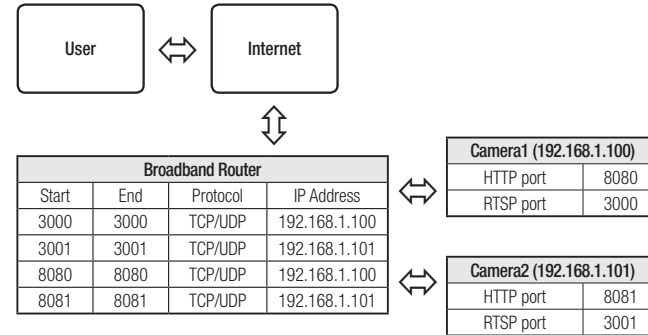 User
Internet
Broadband Router
Start End Protocol IP Address
3000 3000 TCP/UDP 192.168.1.100
3001 3001 TCP/UDP 192.168.1.101
8080 8080 TCP/UDP 192.168.1.100
8081 8081 TCP/UDP 192.168.1.101
Camera1 (192.168.1.100)
HTTP port 8080
RTSP port 3000
Camera2 (192.168.1.101)
HTTP port 8081
RTSP port 3001